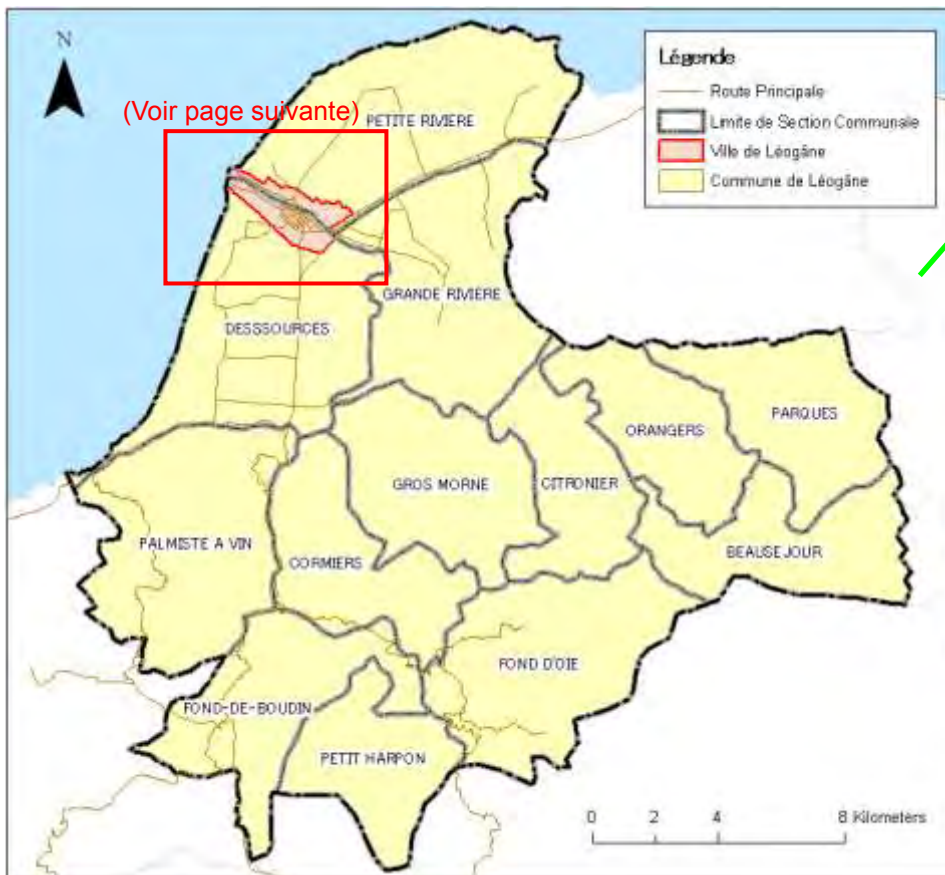 N
(Voir page suivante)
Légende
Route Principale
Limite de Section Communale
Ville de Léogâne
Commune de Léogâne
PETITE RIVIERE
GRANDE RIVIERE
DESSSOURCES
PARQUES
ORANGERS
GROS MORNE
CITRONIER
PALMISTE A VIN
BEAUSEJOUR
CORMIERS
FOND D'OIE
FOND-DE-BOUDIN
PETIT HARPON
0 2 4 8 Kilometers